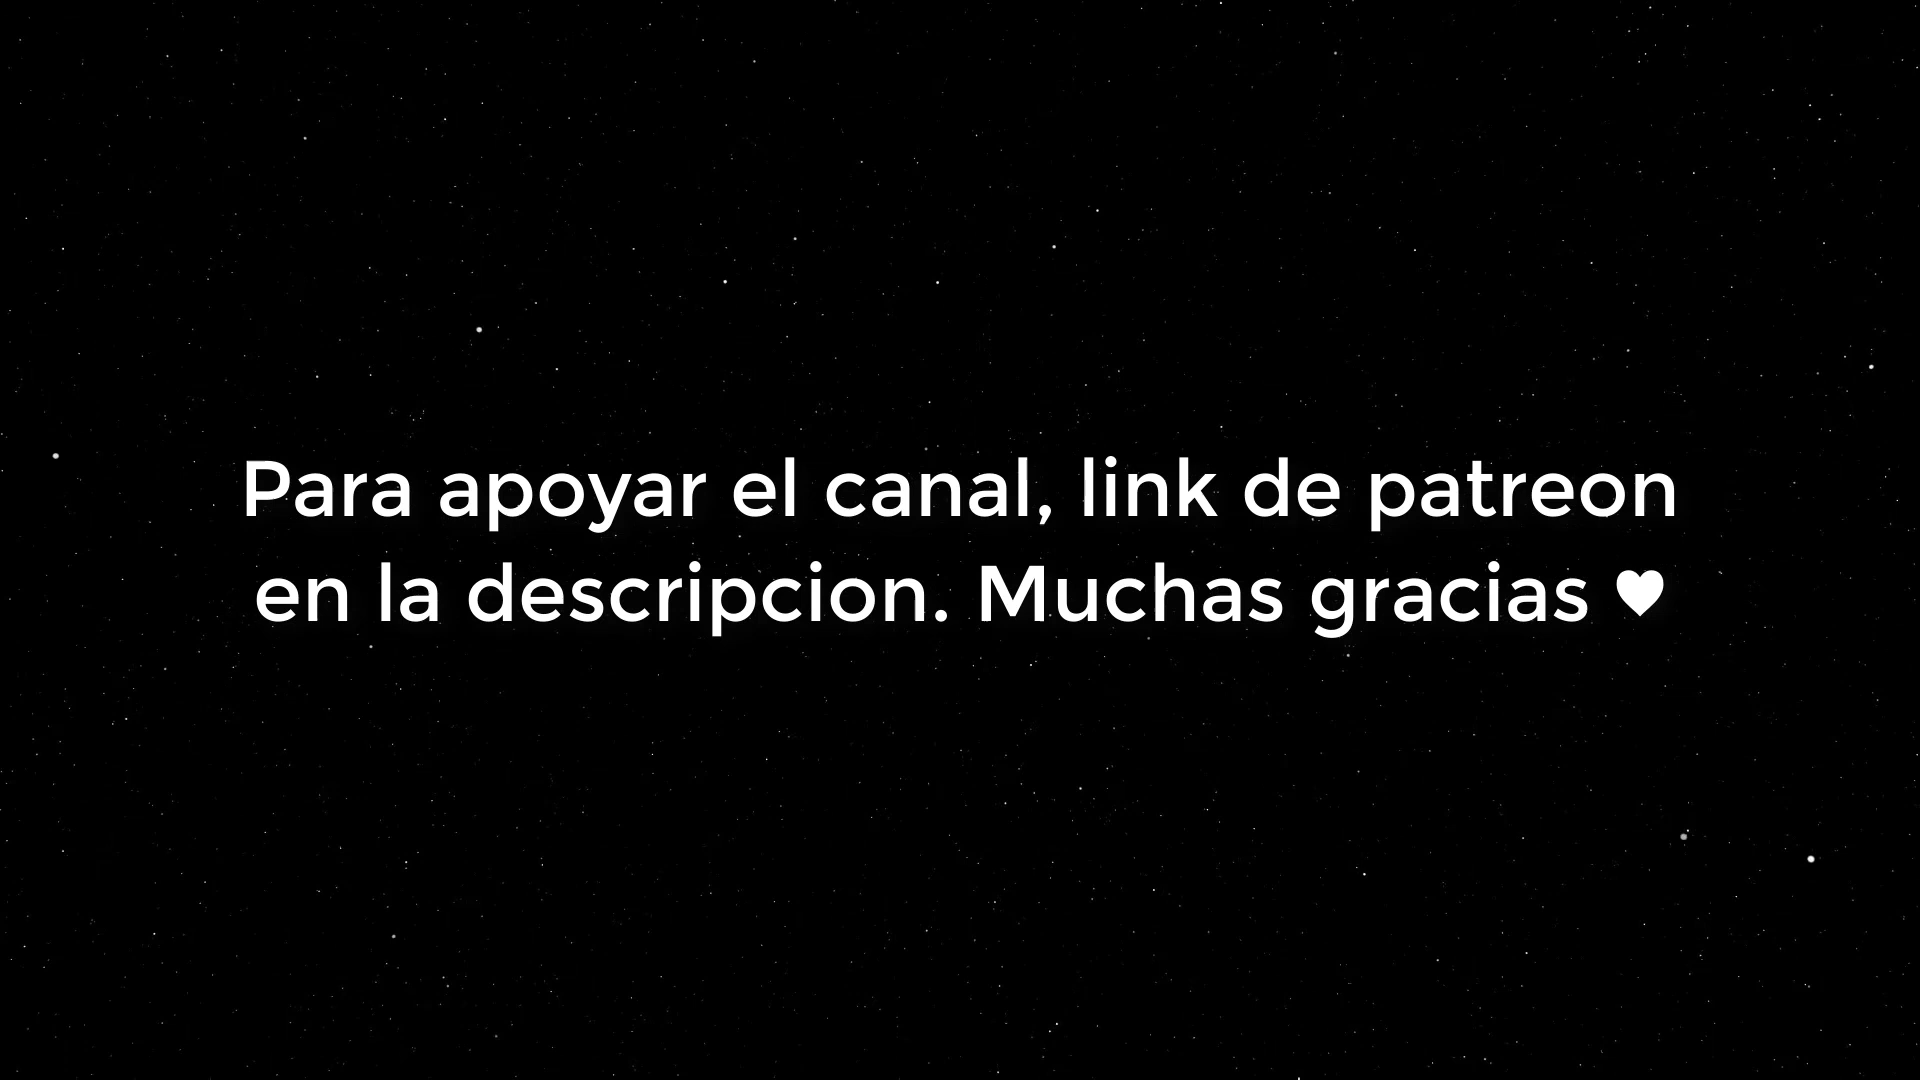 Para apoyar el canal, link de patreon
en la descripcion. Muchas gracias ♥